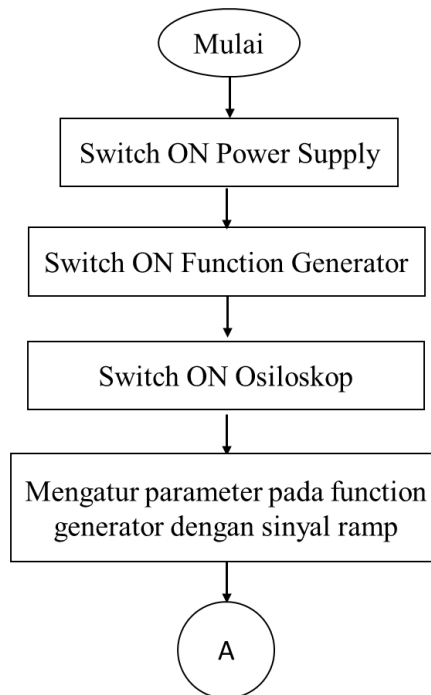 Mulai
Switch ON Power Supply
Switch ON Function Generator
Switch ON Osiloskop
Mengatur parameter pada function
generator dengan sinyal ramp
A